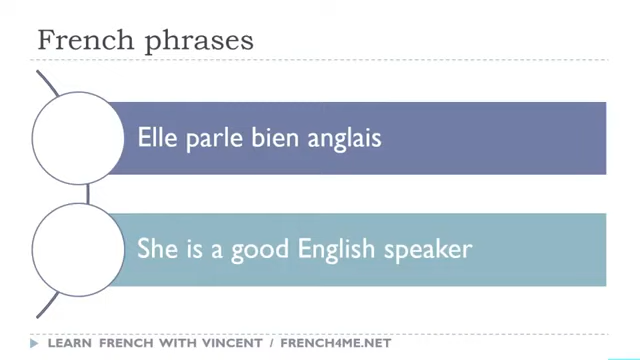 French phrases
Elle parle bien anglais
She is a good English speaker
LEARN FRENCH WITH VINCENT / FRENCH4ME.NET